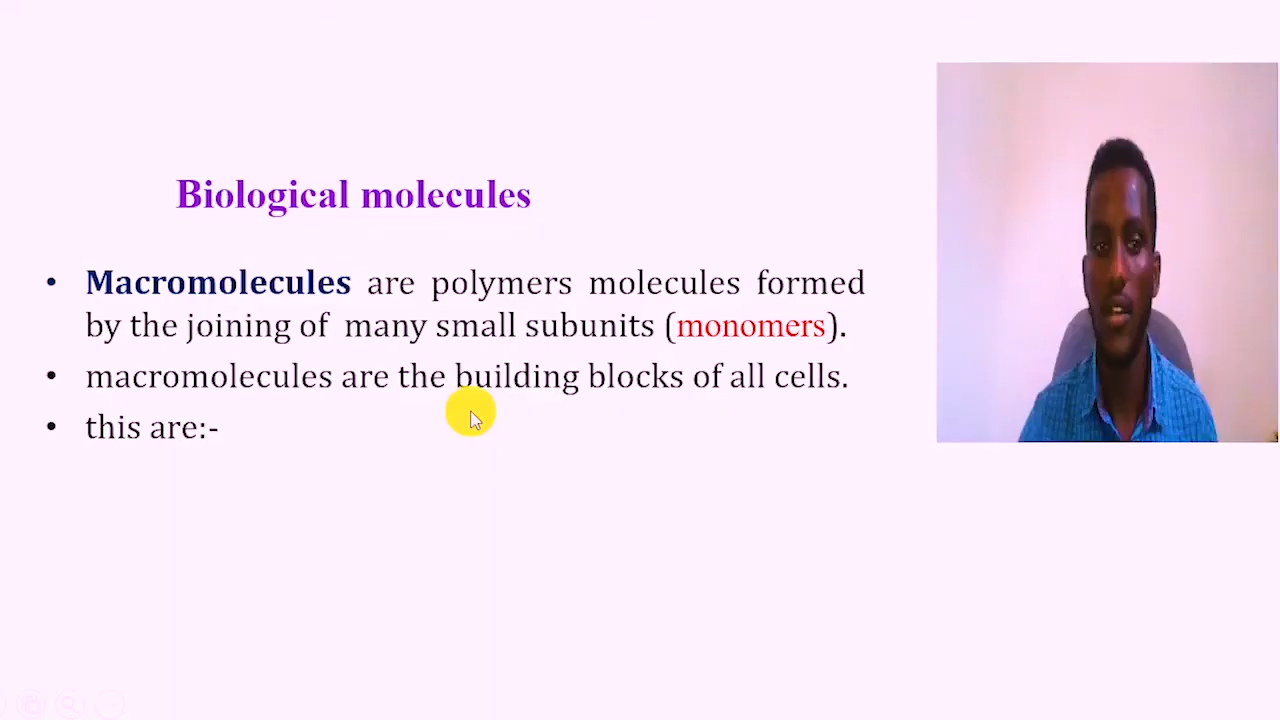 Biological molecules
• Macromolecules are polymers molecules formed
by the joining of many small subunits (monomers).
• macromolecules are the building blocks of all cells.
• this are:-